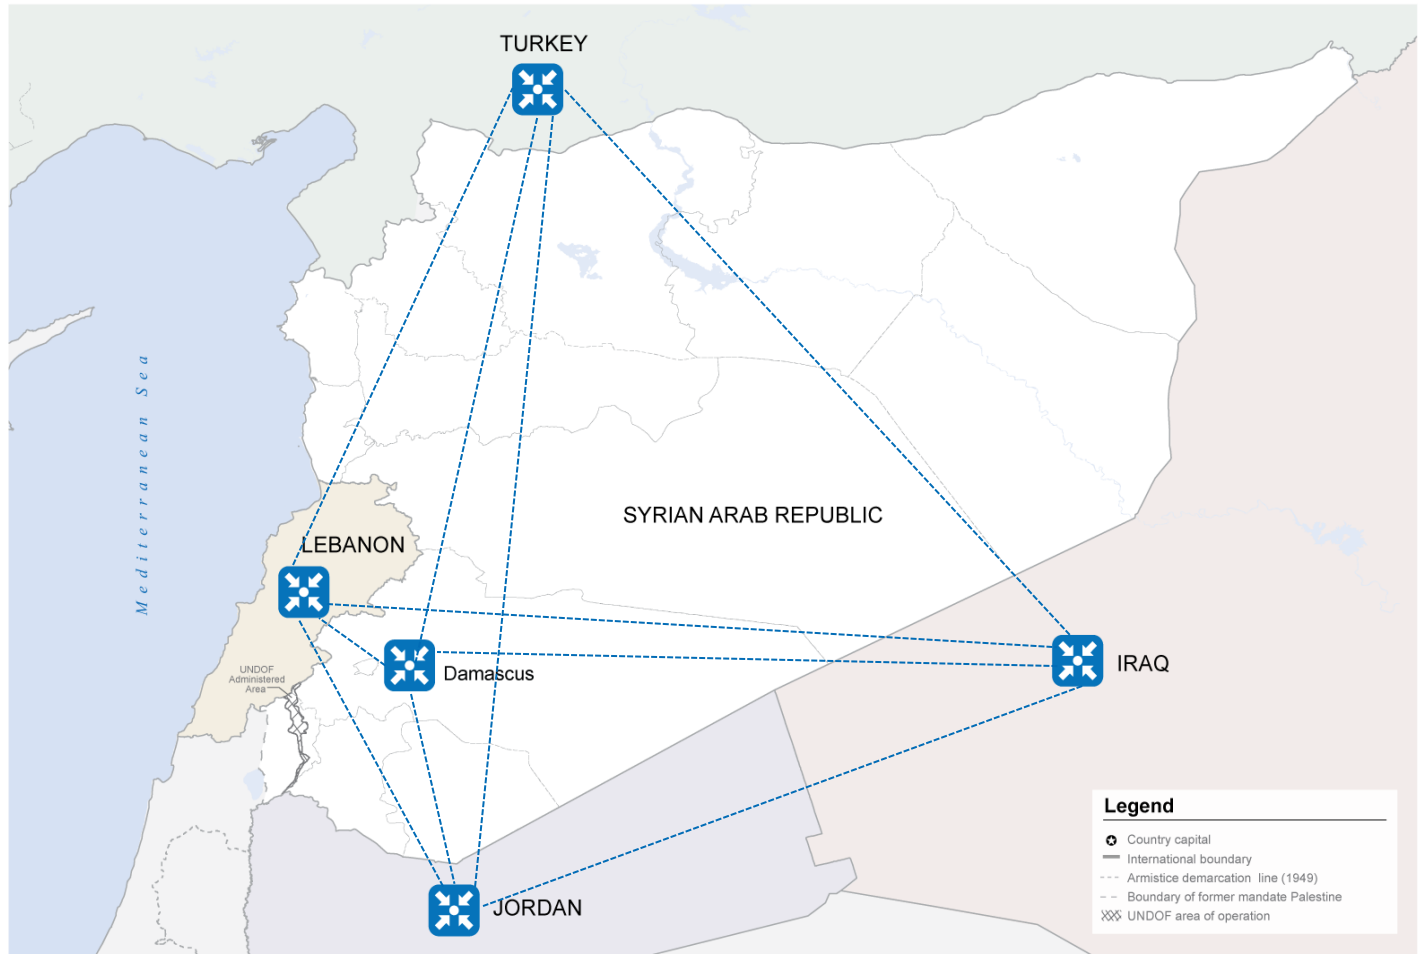 TURKEY
Mediterranean Sea
SYRIAN ARAB REPUBLIC
LEBANON
UNDOF
Administered
Area
Damascus
IRAQ
JORDAN
Legend
Country capital
International boundary
Armistice demarcation line (1949)
Boundary of former mandate Palestine
UNDOF area of operation